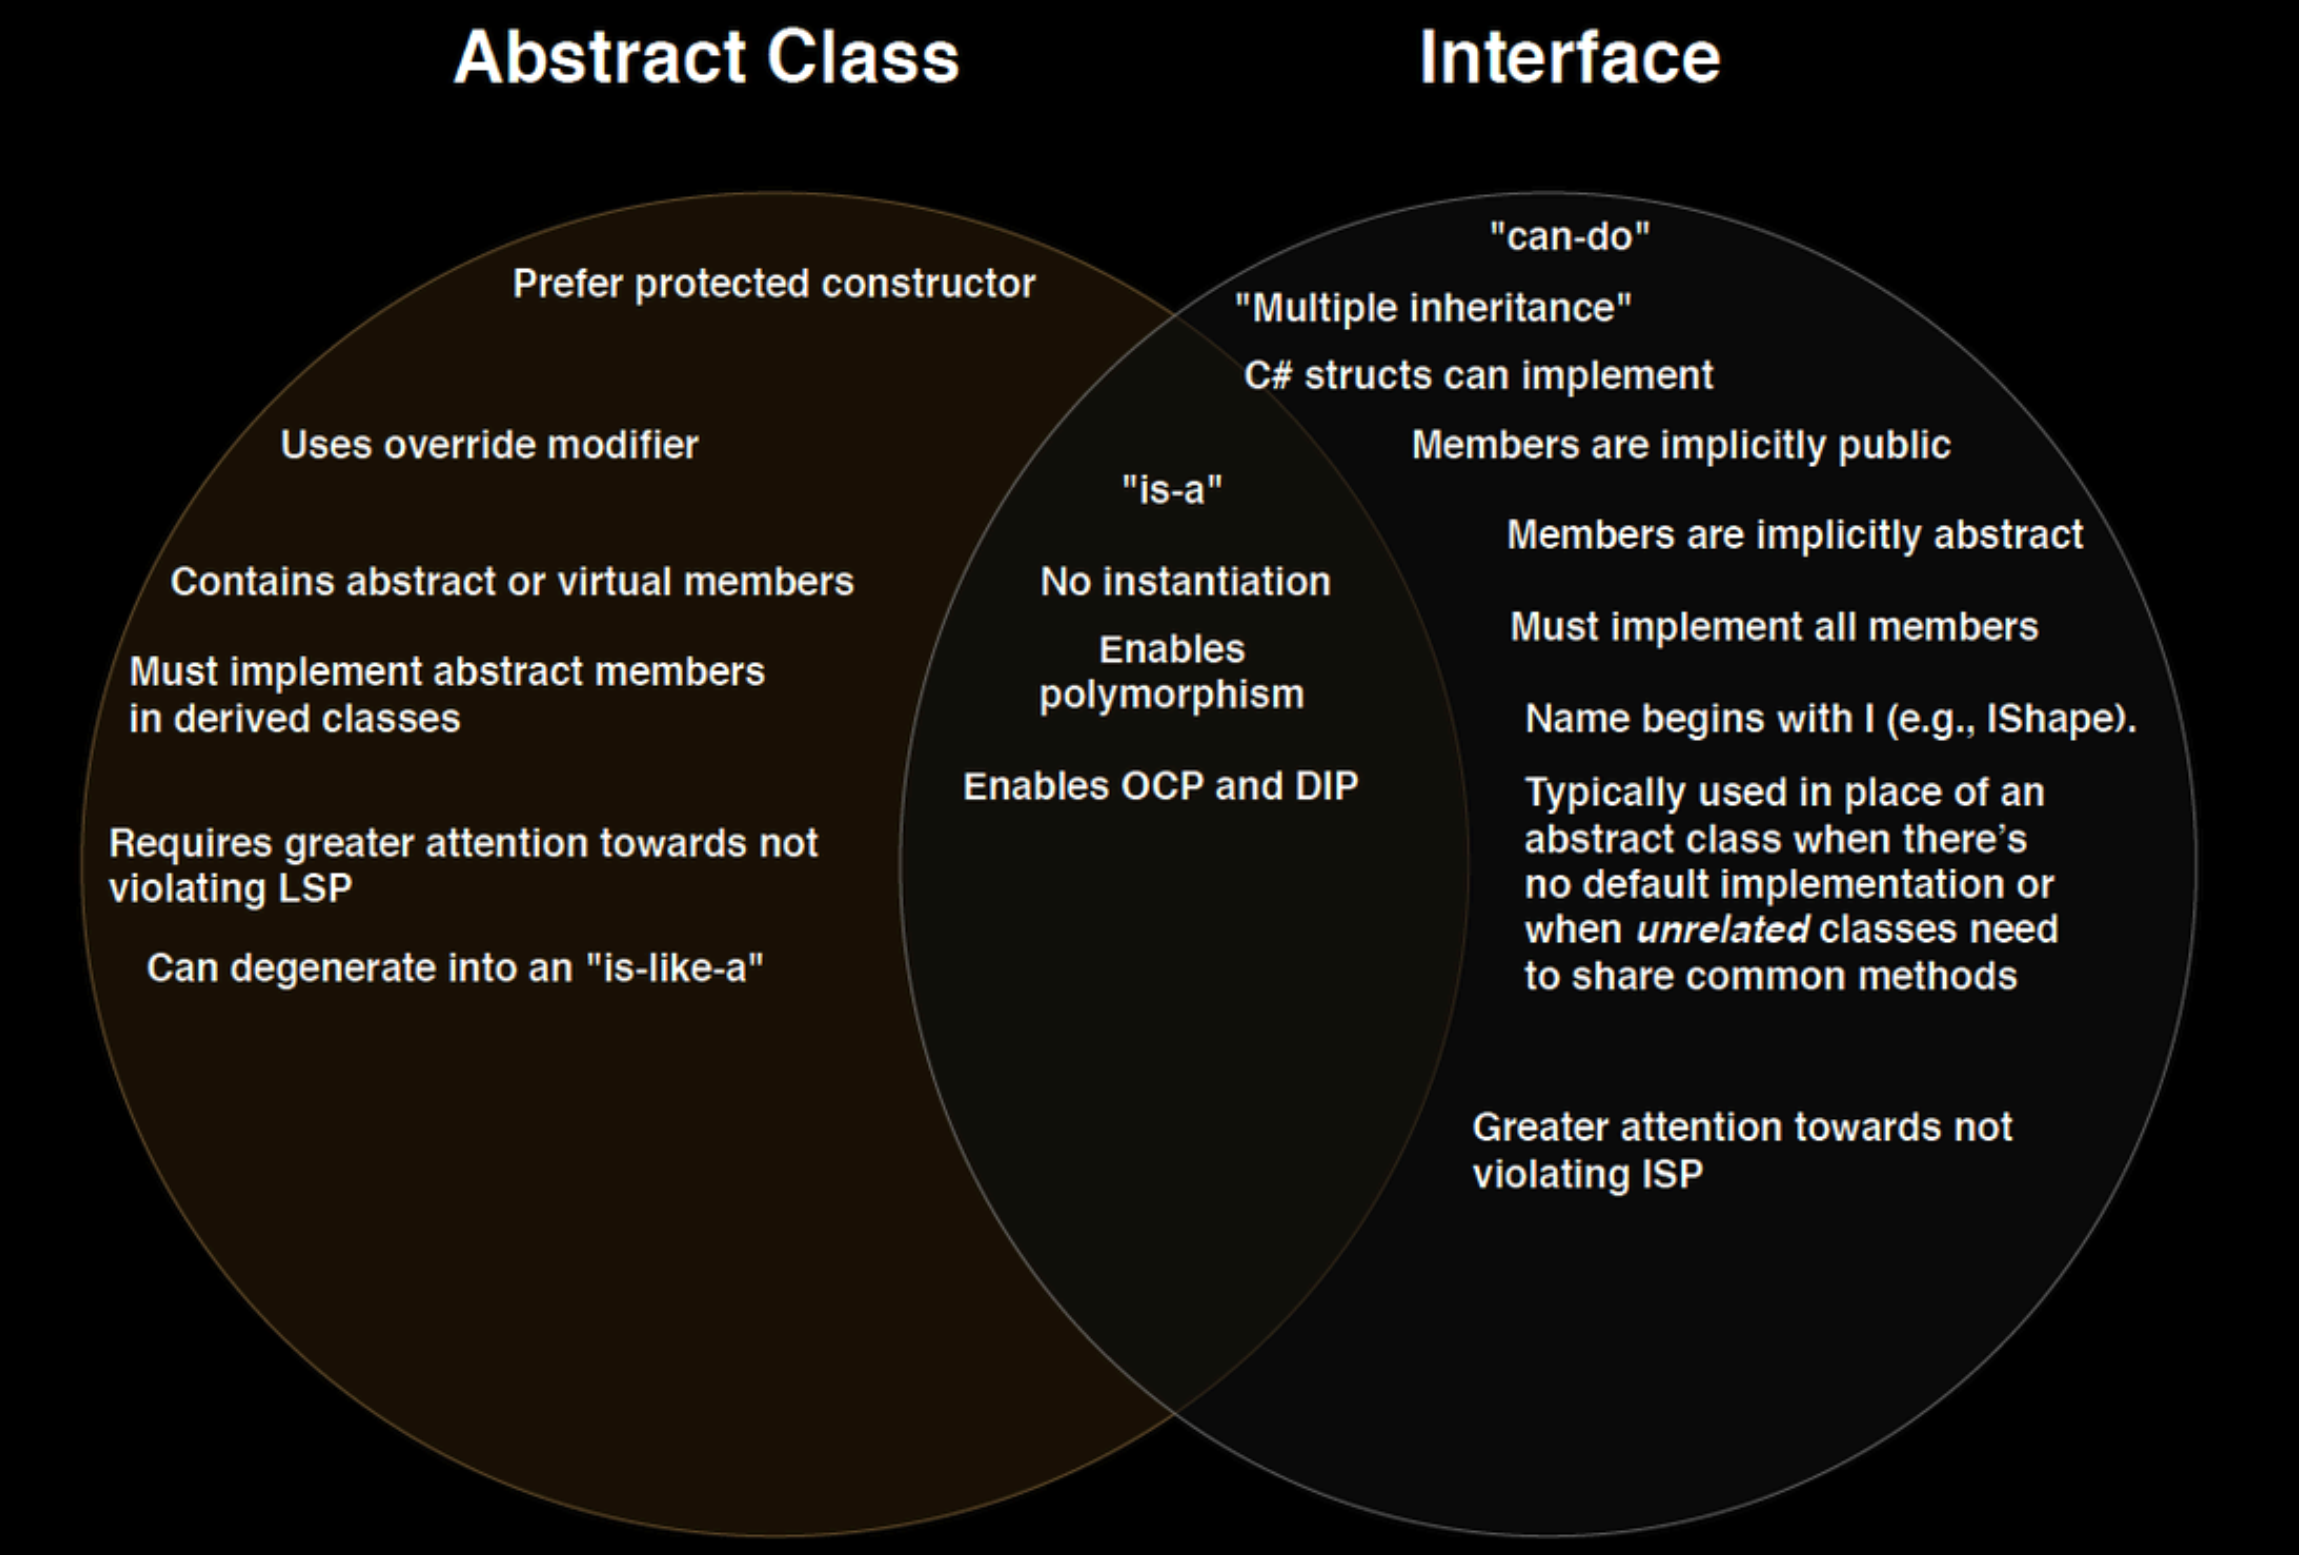 Abstract Class
Interface
Prefer protected constructor
Uses override modifier
Contains abstract or virtual members
Must implement abstract members
in derived classes
Requires greater attention towards not
violating LSP
Can degenerate into an "is-like-a"
"is-a"
No instantiation
Enables
polymorphism
Enables OCP and DIP
"can-do"
"Multiple inheritance"
C# structs can implement
Members are implicitly public
Members are implicitly abstract
Must implement all members
Name begins with I (e.g., IShape).
Typically used in place of an
abstract class when there’s
no default implementation or
when unrelated classes need
to share common methods
Greater attention towards not
violating ISP